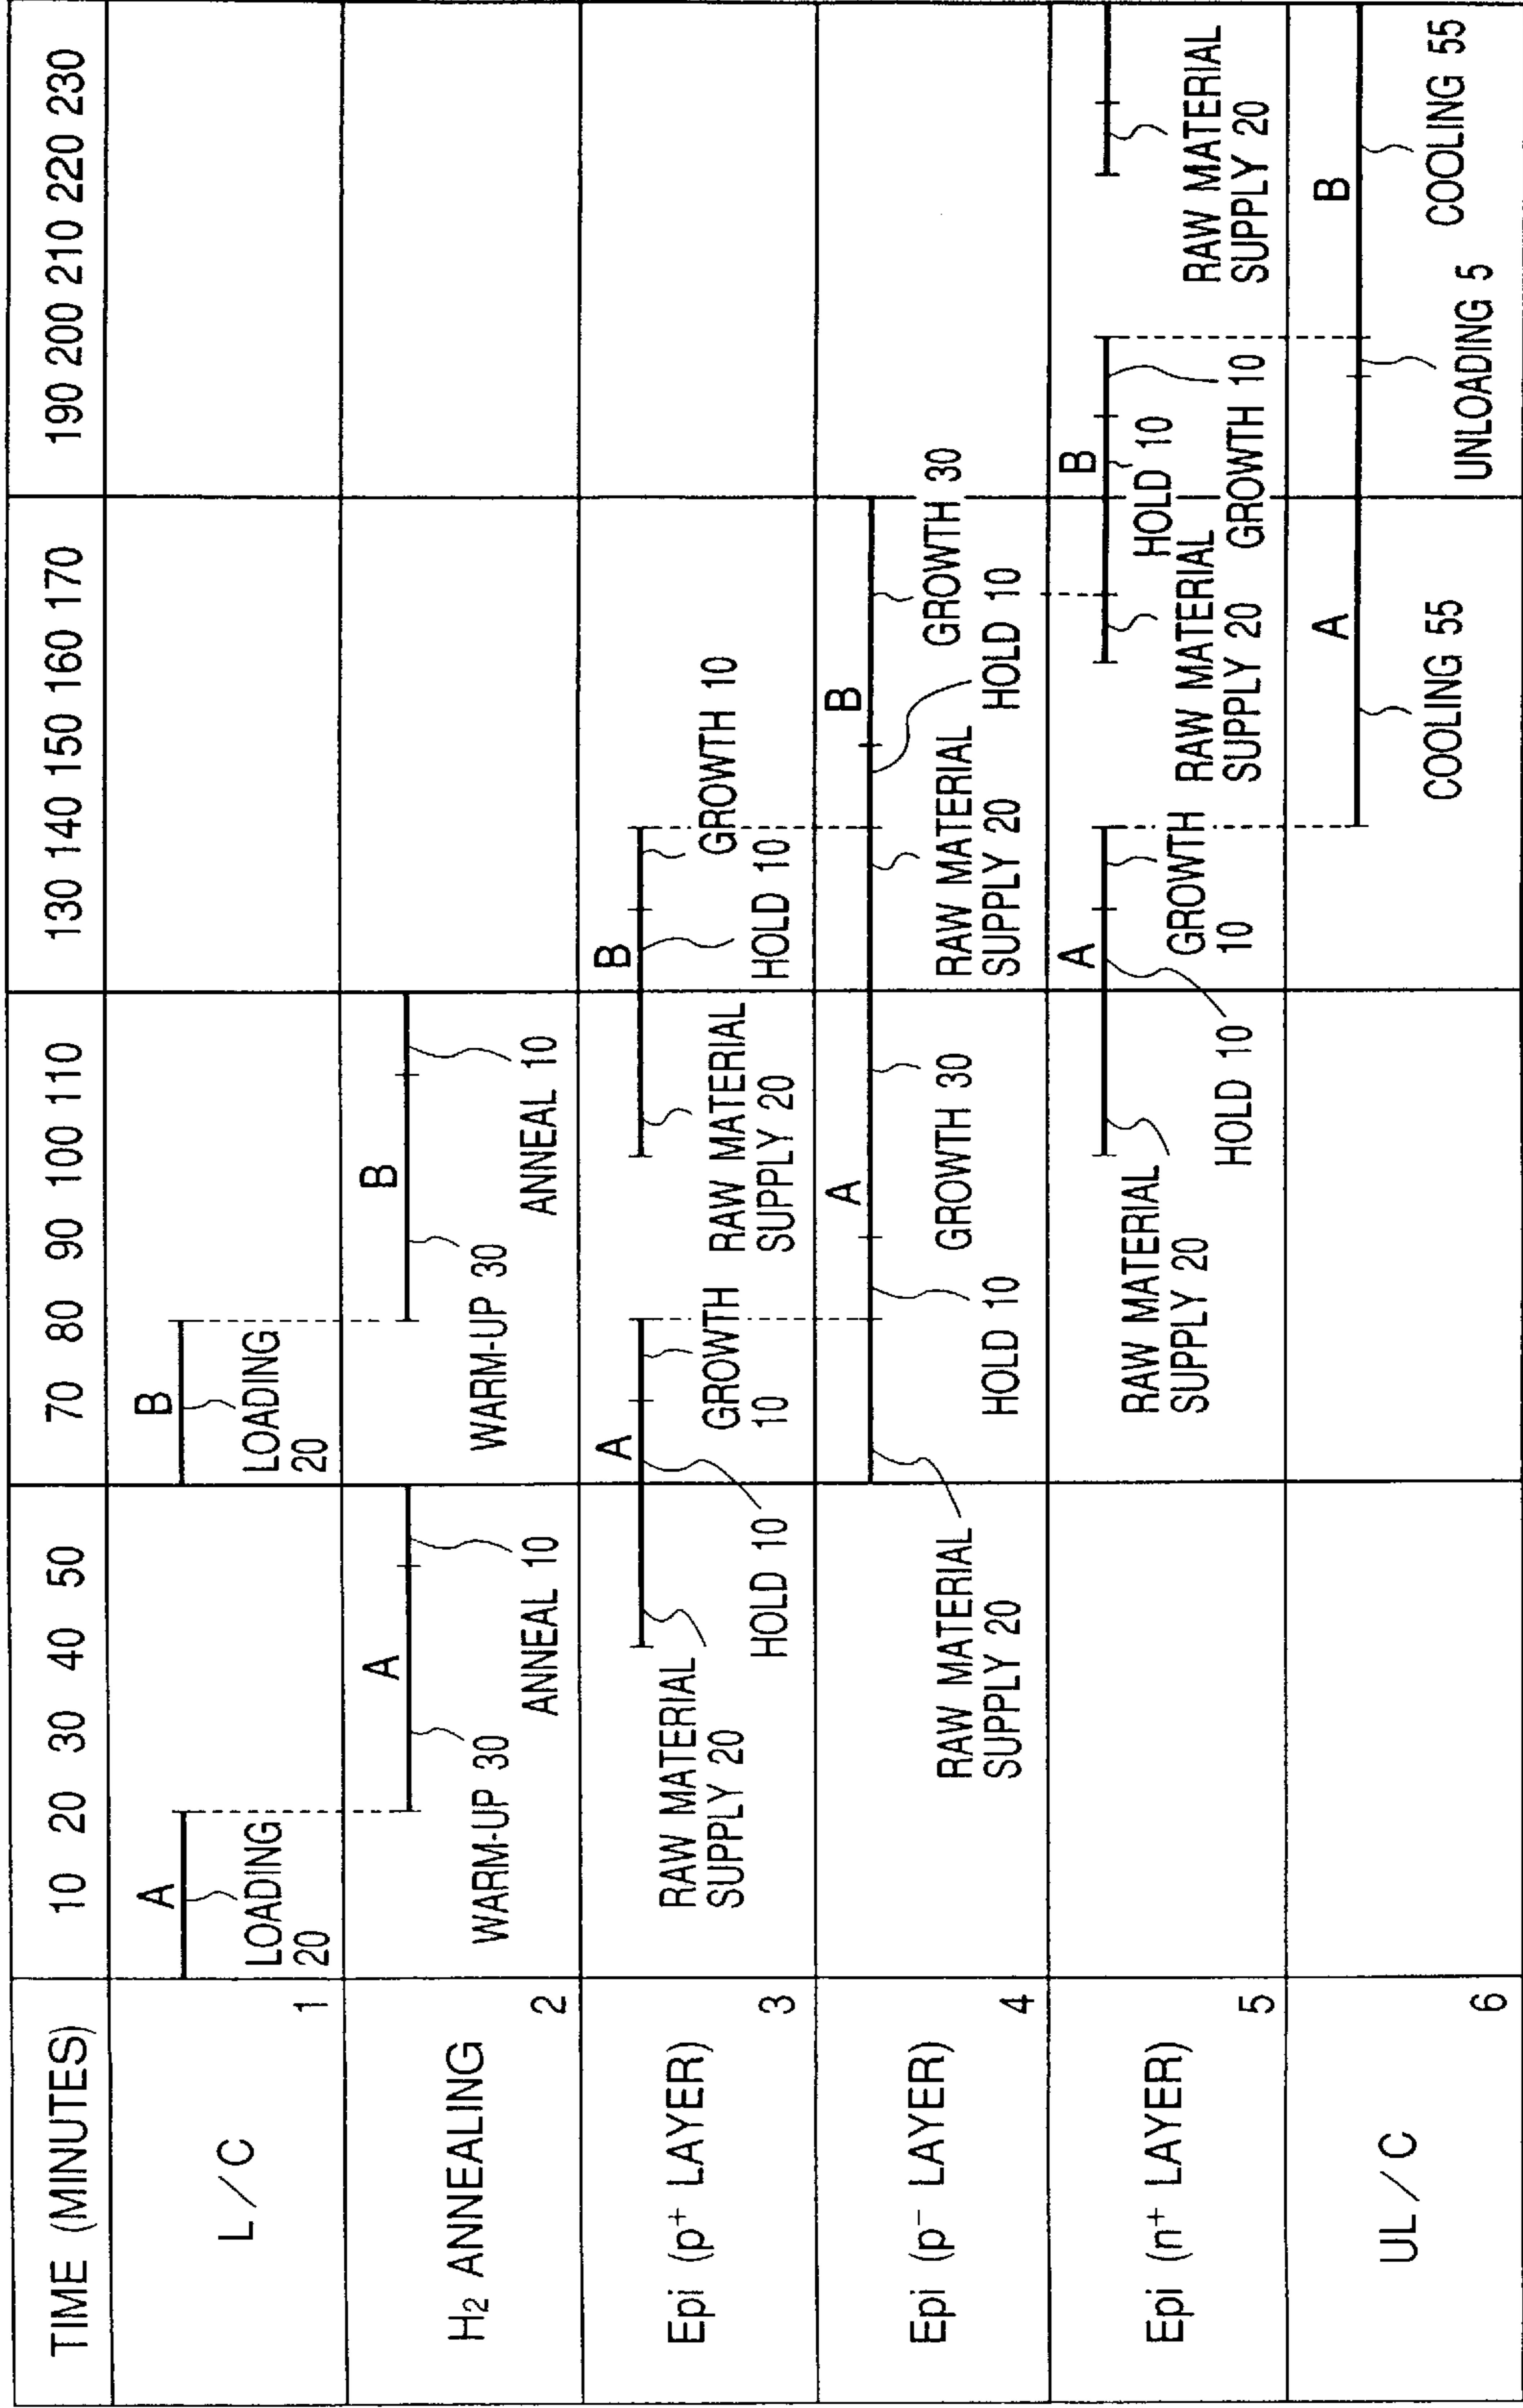 TIME (MINUTES) 10 20 30 40 50 70 80 90 100 110 130 140 150 160 170 190 200 210 220 230
L/C
1
A
LOADING
20
B
LOADING
20
H₂ ANNEALING
2
A
WARM-UP 30
ANNEAL 10
B
WARM-UP 30
ANNEAL 10
Epi (p⁺ LAYER)
3
RAW MATERIAL
SUPPLY 20
A
HOLD 10
GROWTH
10
RAW MATERIAL
SUPPLY 20
B
HOLD 10
GROWTH 10
Epi (p⁻ LAYER)
4
RAW MATERIAL
SUPPLY 20
HOLD 10
A
GROWTH 30
RAW MATERIAL
SUPPLY 20
HOLD 10
B
GROWTH 30
Epi (n⁺ LAYER)
5
RAW MATERIAL
SUPPLY 20
HOLD 10
A
GROWTH
10
RAW MATERIAL
SUPPLY 20
HOLD 10
B
GROWTH 10
RAW MATERIAL
SUPPLY 20
UL/C
6
A
COOLING 55
UNLOADING 5
B
COOLING 55